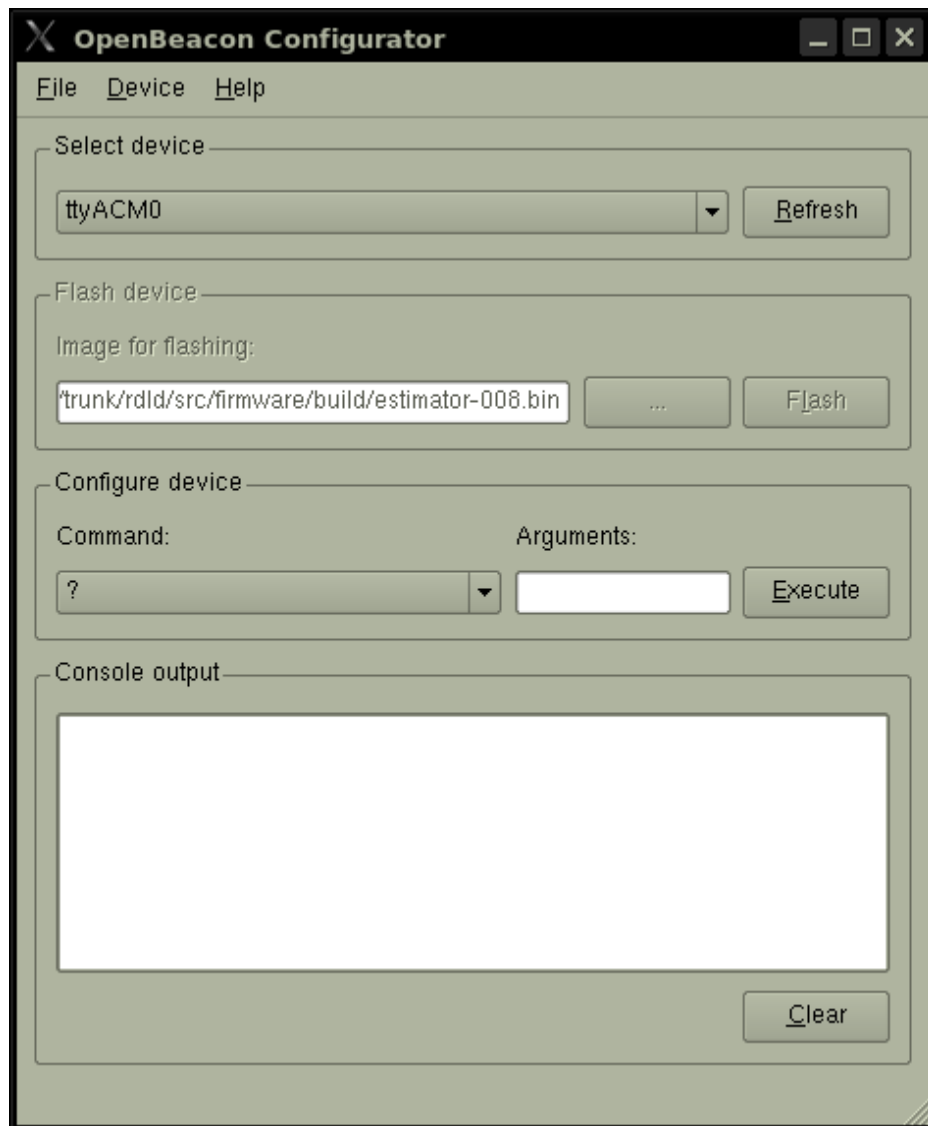 OpenBeacon Configurator
File Device Help
Select device
ttyACM0
Refresh
Flash device
Image for flashing:
/trunk/rdld/src/firmware/build/estimator-008.bin
...
Flash
Configure device
Command:
Arguments:
?
Execute
Console output
Clear